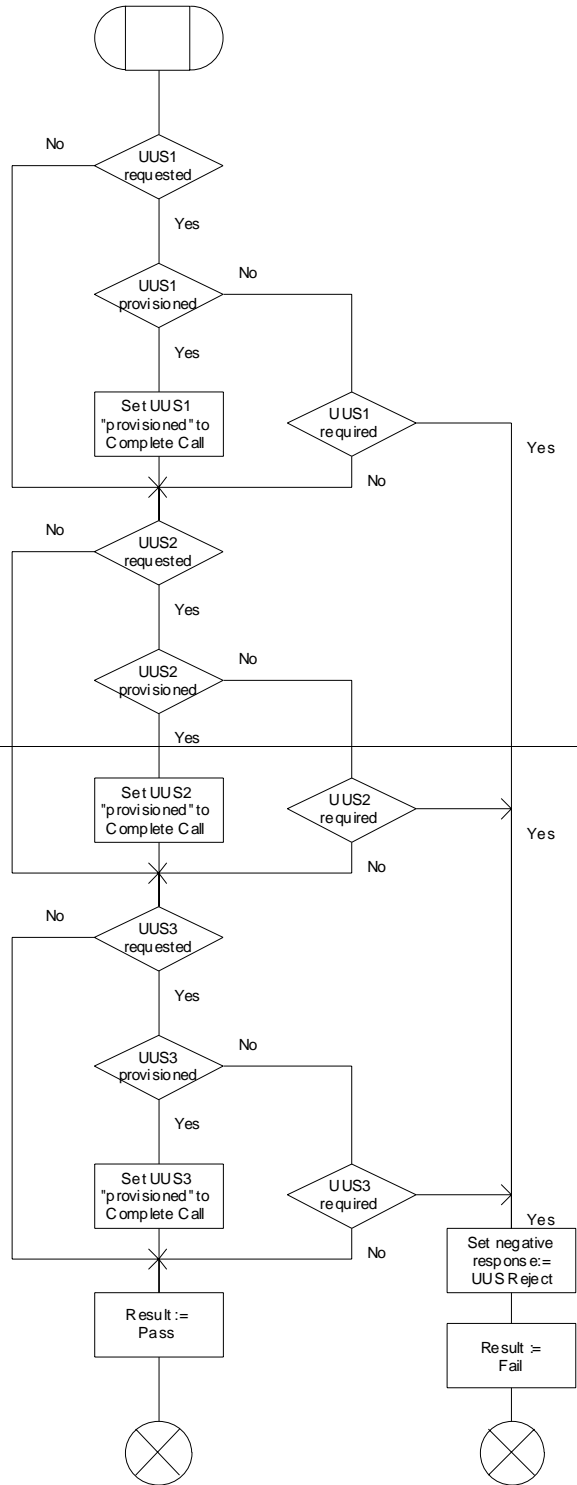 No
UUS1
requested
Yes
UUS1
provisioned
No
Yes
Set UUS1
"provisioned" to
Complete Call
UUS1
required
Yes
No
No
UUS2
requested
Yes
UUS2
provisioned
No
Yes
Set UUS2
"provisioned" to
Complete Call
UUS2
required
Yes
No
No
UUS3
requested
Yes
UUS3
provisioned
No
Yes
Set UUS3
"provisioned" to
Complete Call
UUS3
required
Yes
No
Set negative
response:=
UUS Reject
Result :=
Pass
Result :=
Fail